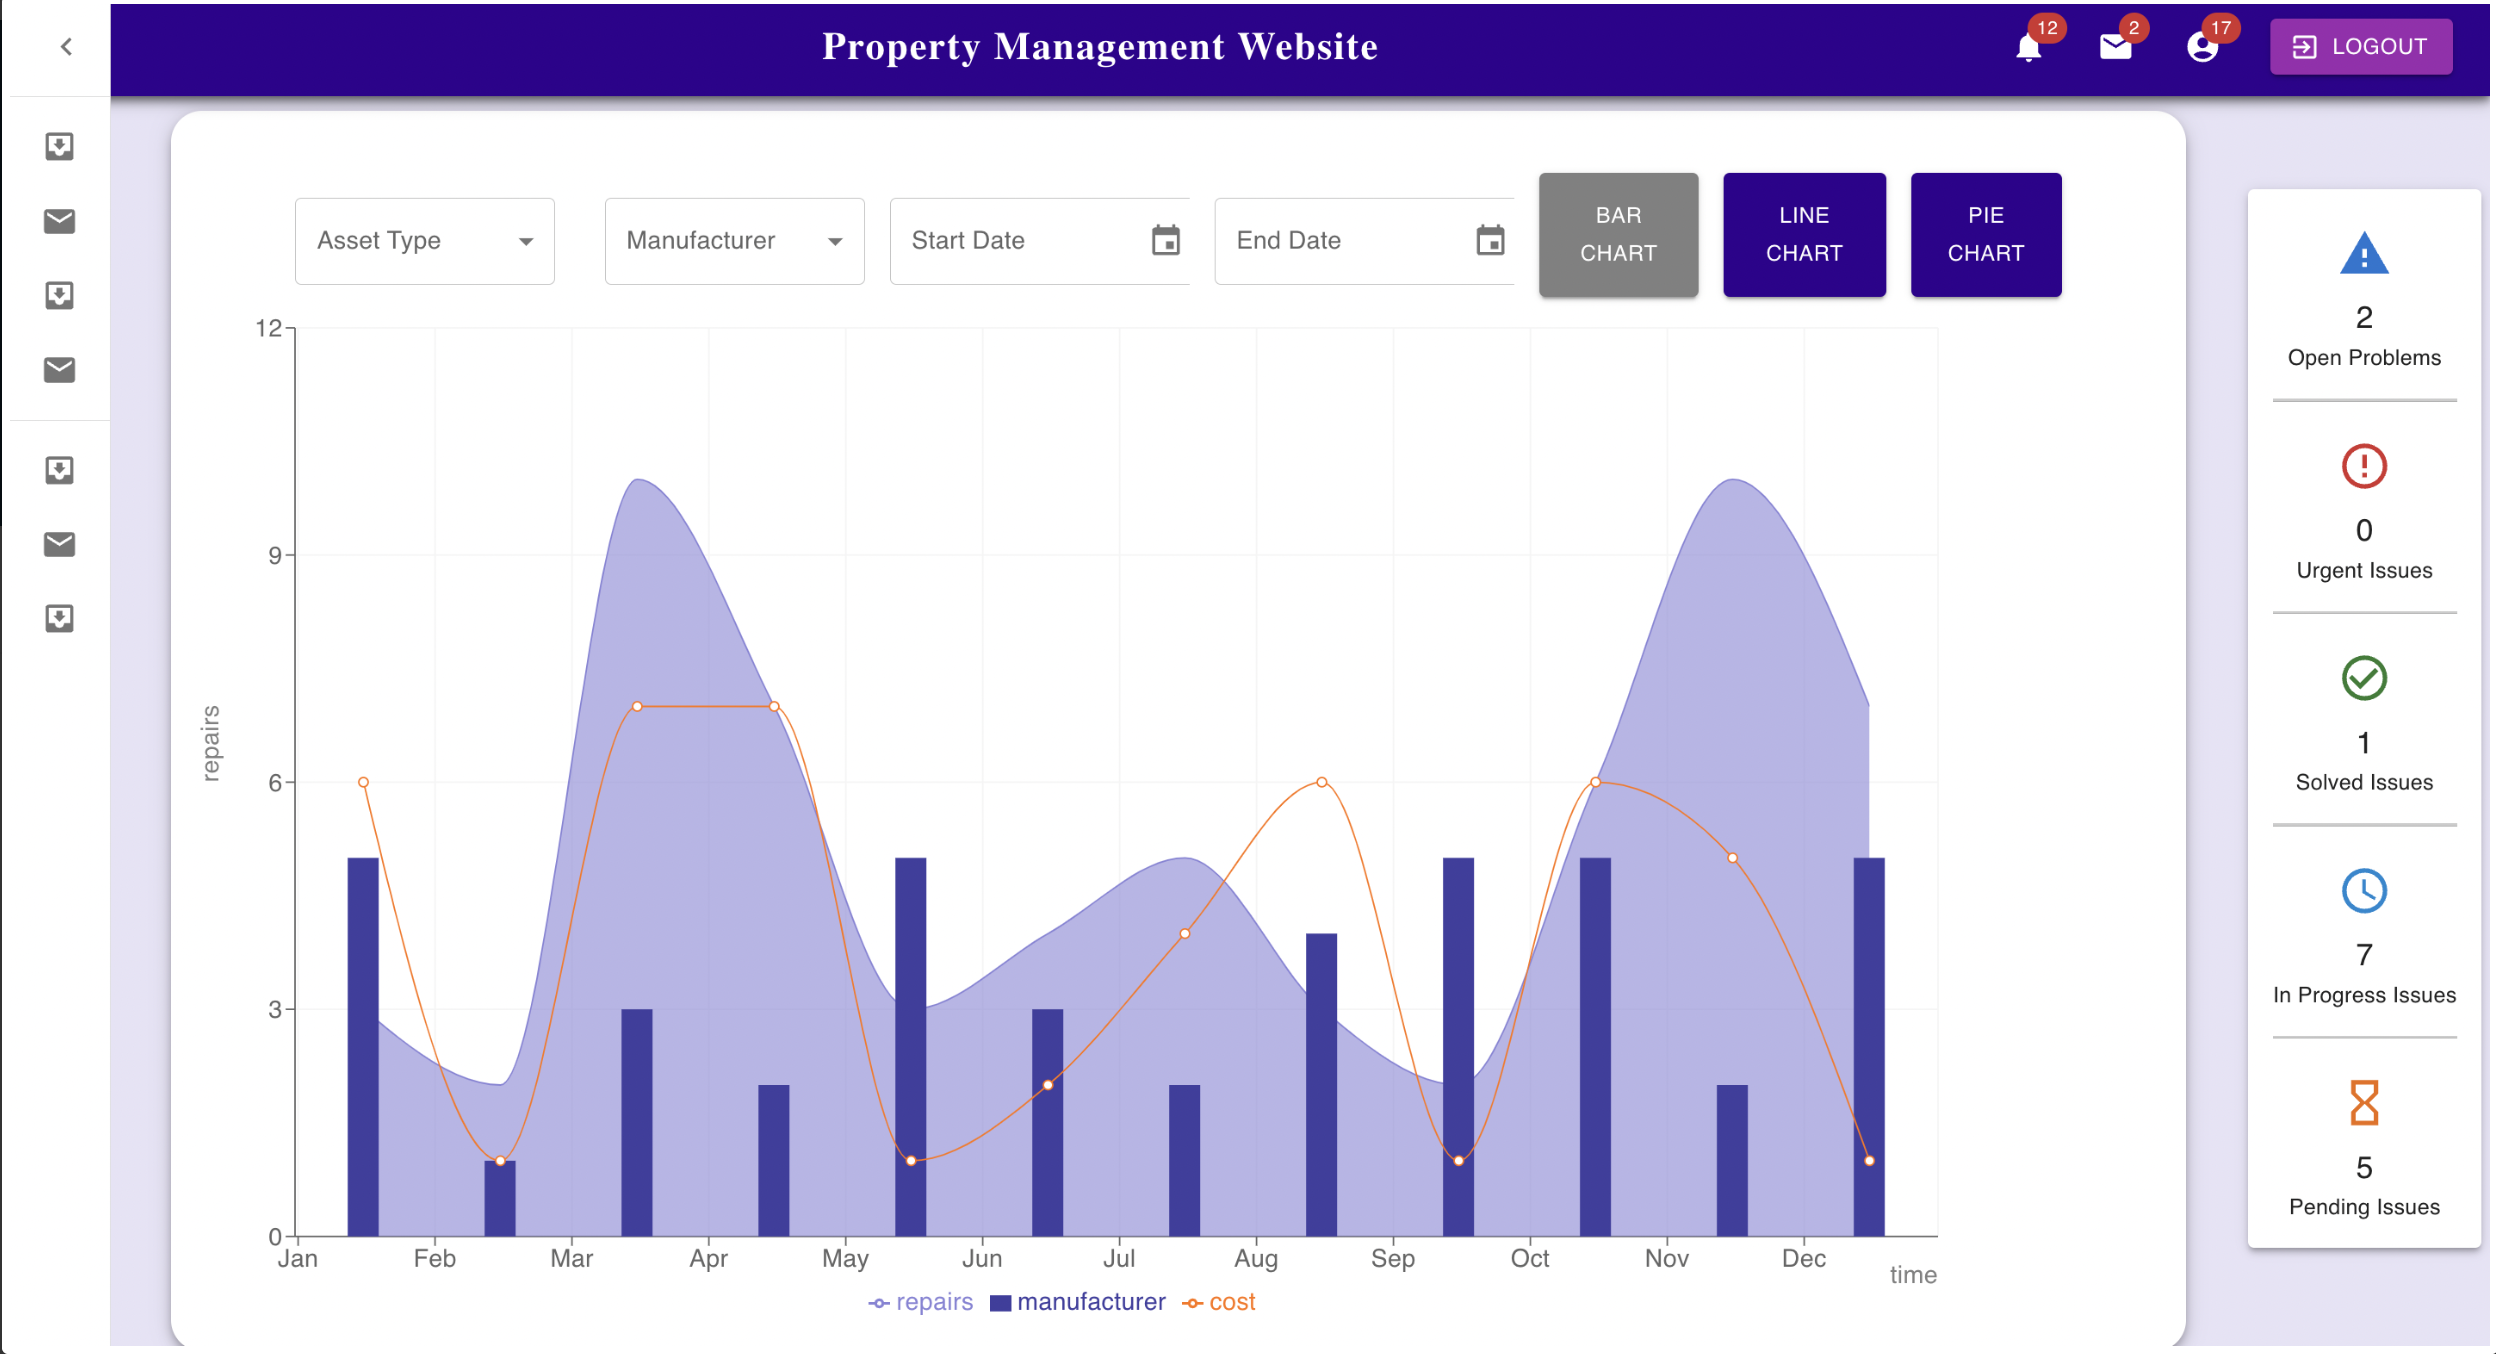 Property Management Website
12
2
17
LOGOUT
Asset Type
Manufacturer
Start Date
End Date
BAR
CHART
LINE
CHART
PIE
CHART
12
9
6
3
0
repairs
Jan Feb Mar Apr May Jun Jul Aug Sep Oct Nov Dec
time
repairs manufacturer cost
2
Open Problems
0
Urgent Issues
1
Solved Issues
7
In Progress Issues
5
Pending Issues